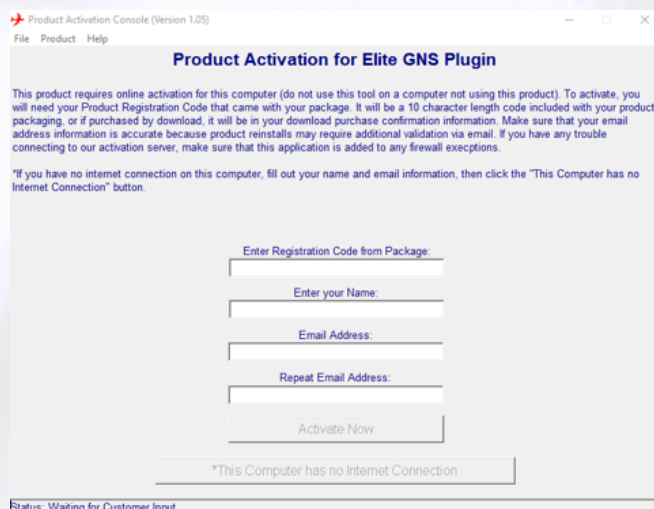 Product Activation Console (Version 1.05)
File Product Help
Product Activation for Elite GNS Plugin
This product requires online activation for this computer (do not use this tool on a computer not using this product). To activate, you
will need your Product Registration Code that came with your package. It will be a 10 character length code included with your product
packaging, or if purchased by download, it will be in your download purchase confirmation information. Make sure that your email
address information is accurate because product reinstalls may require additional validation via email. If you have any trouble
connecting to our activation server, make sure that this application is added to any firewall execptions.
*If you have no internet connection on this computer, fill out your name and email information, then click the "This Computer has no
Internet Connection" button.
Enter Registration Code from Package:
Enter your Name:
Email Address:
Repeat Email Address:
Activate Now
*This Computer has no Internet Connection
Status: Waiting for Customer Input